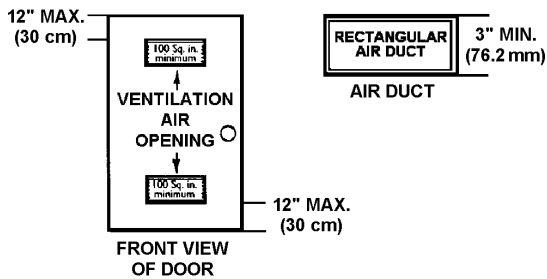 12" MAX.
(30 cm)
100 Sq. in.
minimum
VENTILATION
AIR
OPENING
100 Sq. in.
minimum
12" MAX.
(30 cm)
FRONT VIEW
OF DOOR
RECTANGULAR
AIR DUCT
3" MIN.
(76.2 mm)
AIR DUCT